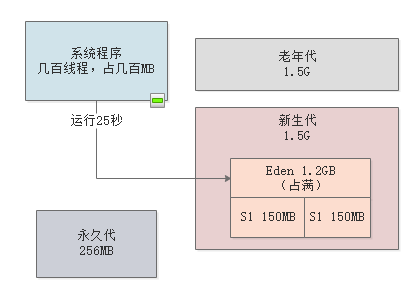 系统程序
几百线程，占几百MB
运行25秒
老年代
1.5G
新生代
1.5G
Eden 1.2GB
（占满）
S1 150MB
S1 150MB
永久代
256MB